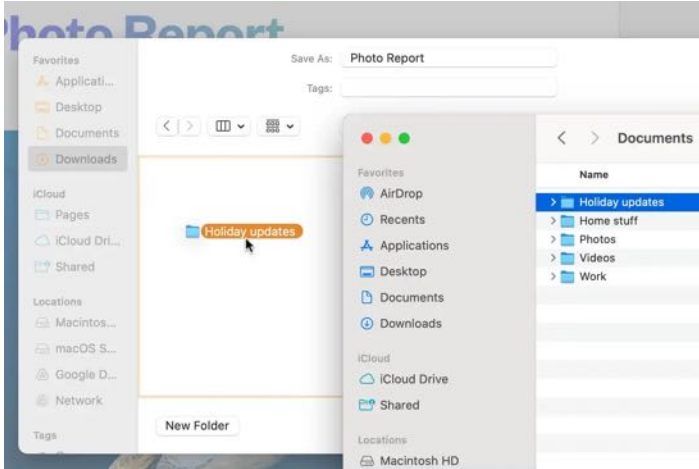 Photo Report
Save As: Photo Report
Tags:
Favorites
Applicati...
Desktop
Documents
Downloads
iCloud
Pages
iCloud Dri...
Shared
Locations
Macintos...
macOS S...
Google D...
Network
Tags
Holiday updates
New Folder
Favorites
AirDrop
Recents
Applications
Desktop
Documents
Downloads
iCloud
iCloud Drive
Shared
Locations
Macintosh HD
Documents
Name
Holiday updates
Home stuff
Photos
Videos
Work